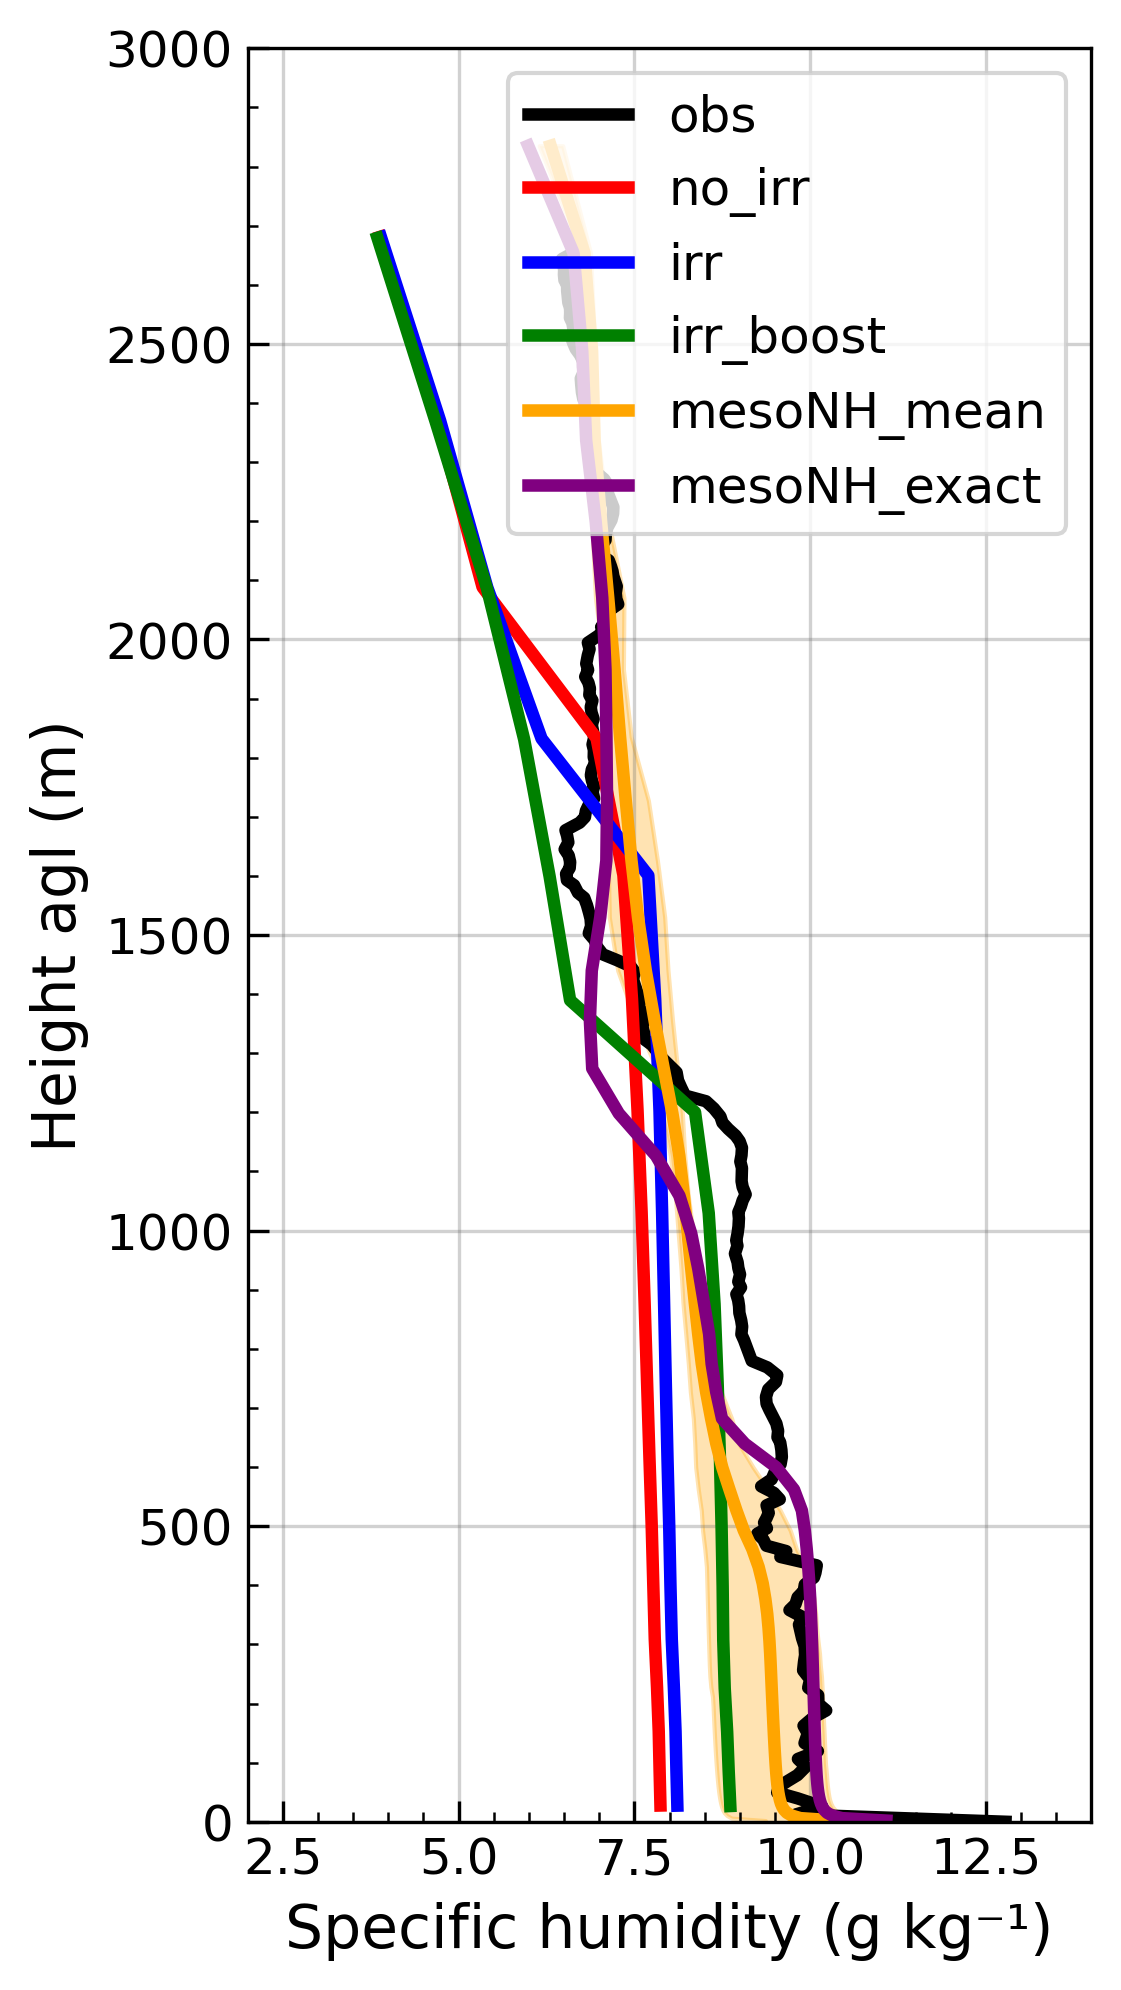 3000
2500
2000
1500
1000
500
0
Height agl (m)
obs
no_irr
irr
irr_boost
mesoNH_mean
mesoNH_exact
2.5 5.0 7.5 10.0 12.5
Specific humidity (g kg⁻¹)